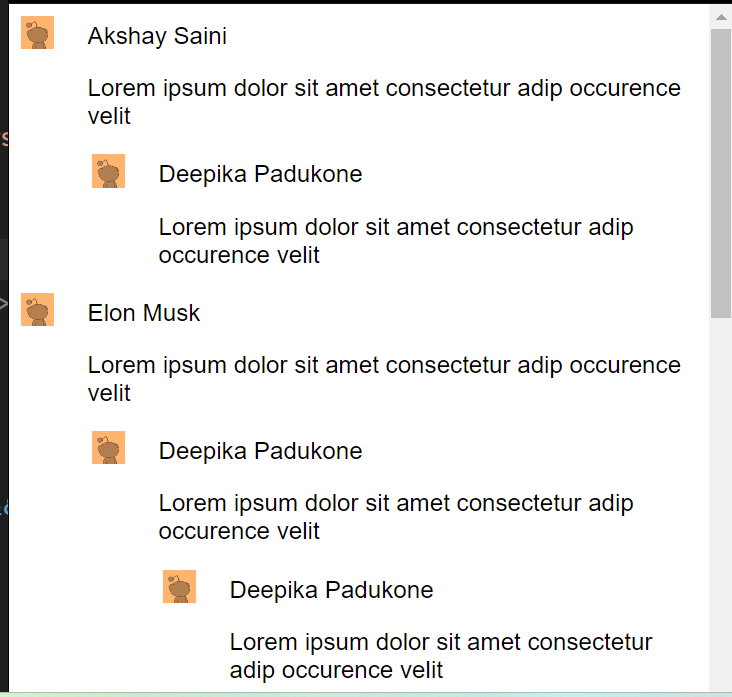 Akshay Saini
Lorem ipsum dolor sit amet consectetur adip occurence
velit
Deepika Padukone
Lorem ipsum dolor sit amet consectetur adip
occurence velit
Elon Musk
Lorem ipsum dolor sit amet consectetur adip occurence
velit
Deepika Padukone
Lorem ipsum dolor sit amet consectetur adip
occurence velit
Deepika Padukone
Lorem ipsum dolor sit amet consectetur
adip occurence velit